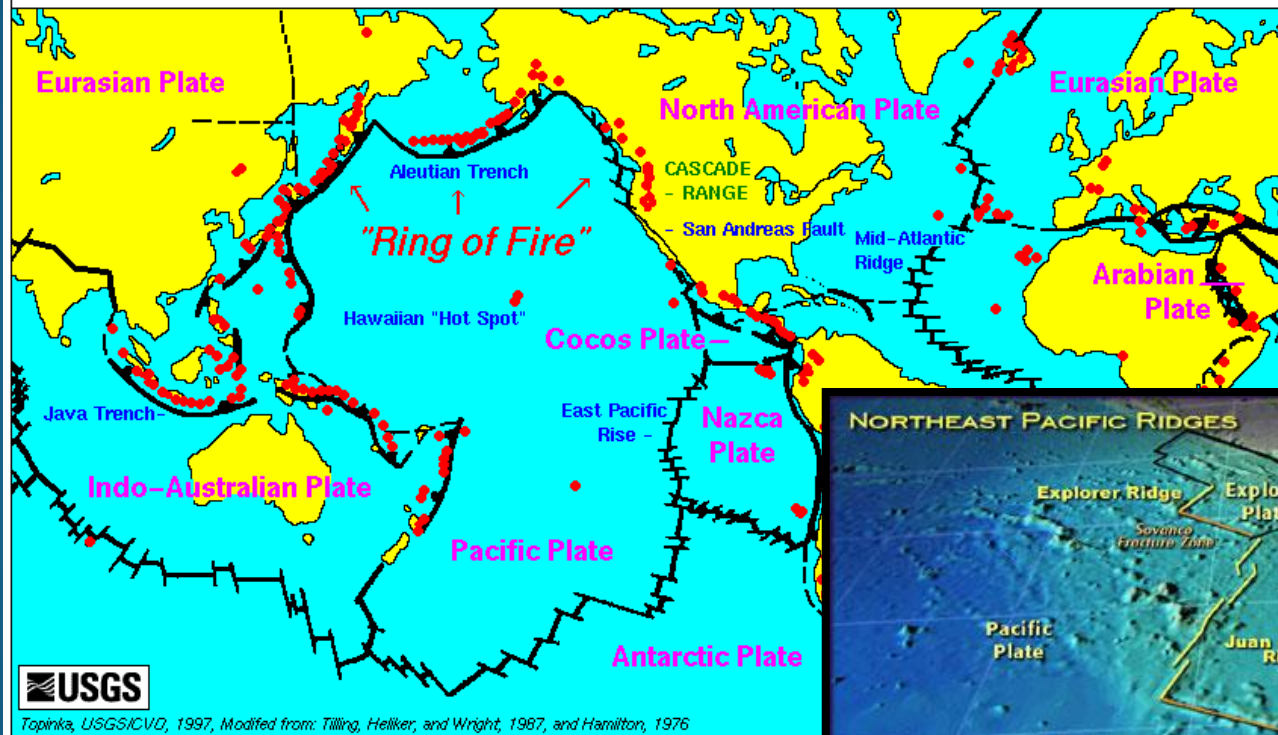 Eurasian Plate
North American Plate
Eurasian Plate
Aleutian Trench
CASCADE
- RANGE
"Ring of Fire"
- San Andreas Fault
Mid-Atlantic
Ridge
Arabian
Plate
Hawaiian "Hot Spot"
Cocos Plate
Java Trench-
East Pacific
Rise -
Nazca
Plate
Indo-Australian Plate
Pacific Plate
Antarctic Plate
USGS
Topinka, USGS/CVO, 1997, Modifed from: Tilling, Heliker, and Wright, 1987, and Hamilton, 1976
NORTHEAST PACIFIC RIDGES
Explorer Ridge
Explo
Plat
Sovanco
Fracture Zone
Pacific
Plate
Juan
Ri